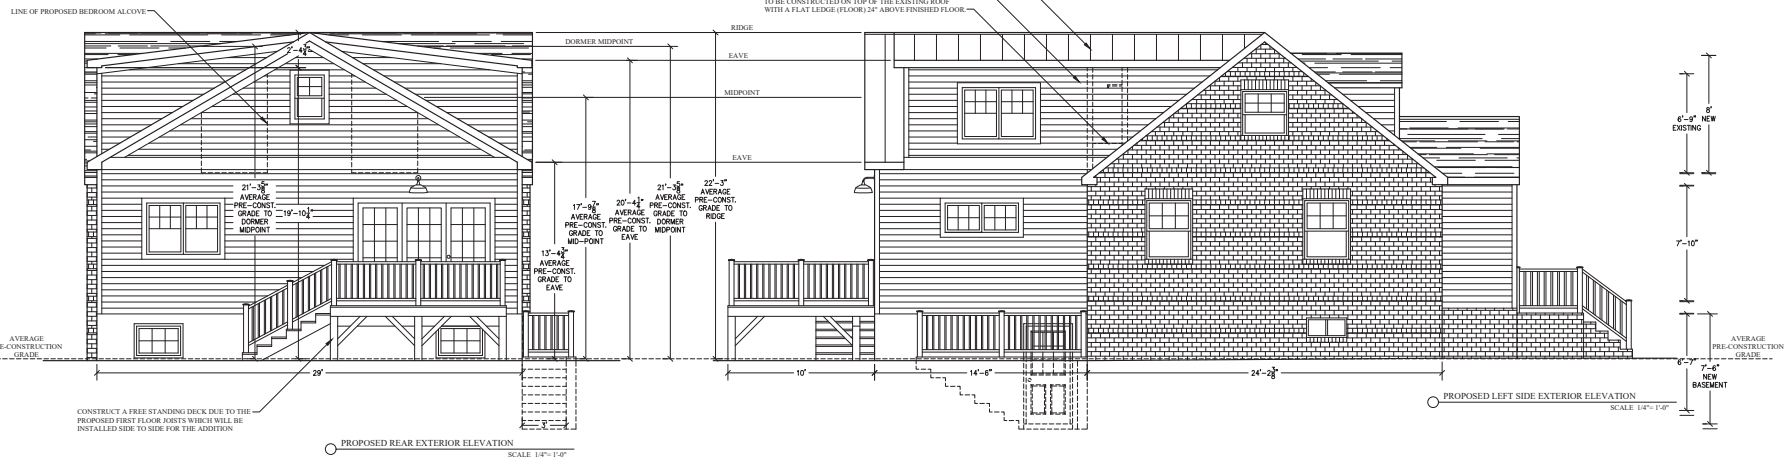 LINE OF PROPOSED BEDROOM ALCOVE
TO BE CONSTRUCTED ON TOP OF THE EXISTING ROOF
WITH A FLAT LEDGE (FLOOR) 24" ABOVE FINISHED FLOOR.
RIDGE
DORMER MIDPOINT
EAVE
MIDPOINT
EAVE
21'-3⅝"
AVERAGE
PRE-CONST.
GRADE TO
DORMER
MIDPOINT
19'-10¼"
13'-4¾"
AVERAGE
PRE-CONST.
GRADE TO
EAVE
17'-9⅞"
AVERAGE
PRE-CONST.
GRADE TO
MID-POINT
20'-4¼"
AVERAGE
PRE-CONST.
GRADE TO
EAVE
21'-3⅝"
AVERAGE
PRE-CONST.
GRADE TO
DORMER
MIDPOINT
22'-3"
AVERAGE
PRE-CONST.
GRADE TO
RIDGE
8'
NEW
6'-9"
EXISTING
7'-10"
6'-7"
7'-6"
NEW
BASEMENT
AVERAGE
PRE-CONSTRUCTION
GRADE
AVERAGE
RE-CONSTRUCTION
GRADE
29'
3'
10'
14'-6"
24'-2⅜"
CONSTRUCT A FREE STANDING DECK DUE TO THE
PROPOSED FIRST FLOOR JOISTS WHICH WILL BE
INSTALLED SIDE TO SIDE FOR THE ADDITION
PROPOSED REAR EXTERIOR ELEVATION
SCALE 1/4"= 1'-0"
PROPOSED LEFT SIDE EXTERIOR ELEVATION
SCALE 1/4"= 1'-0"